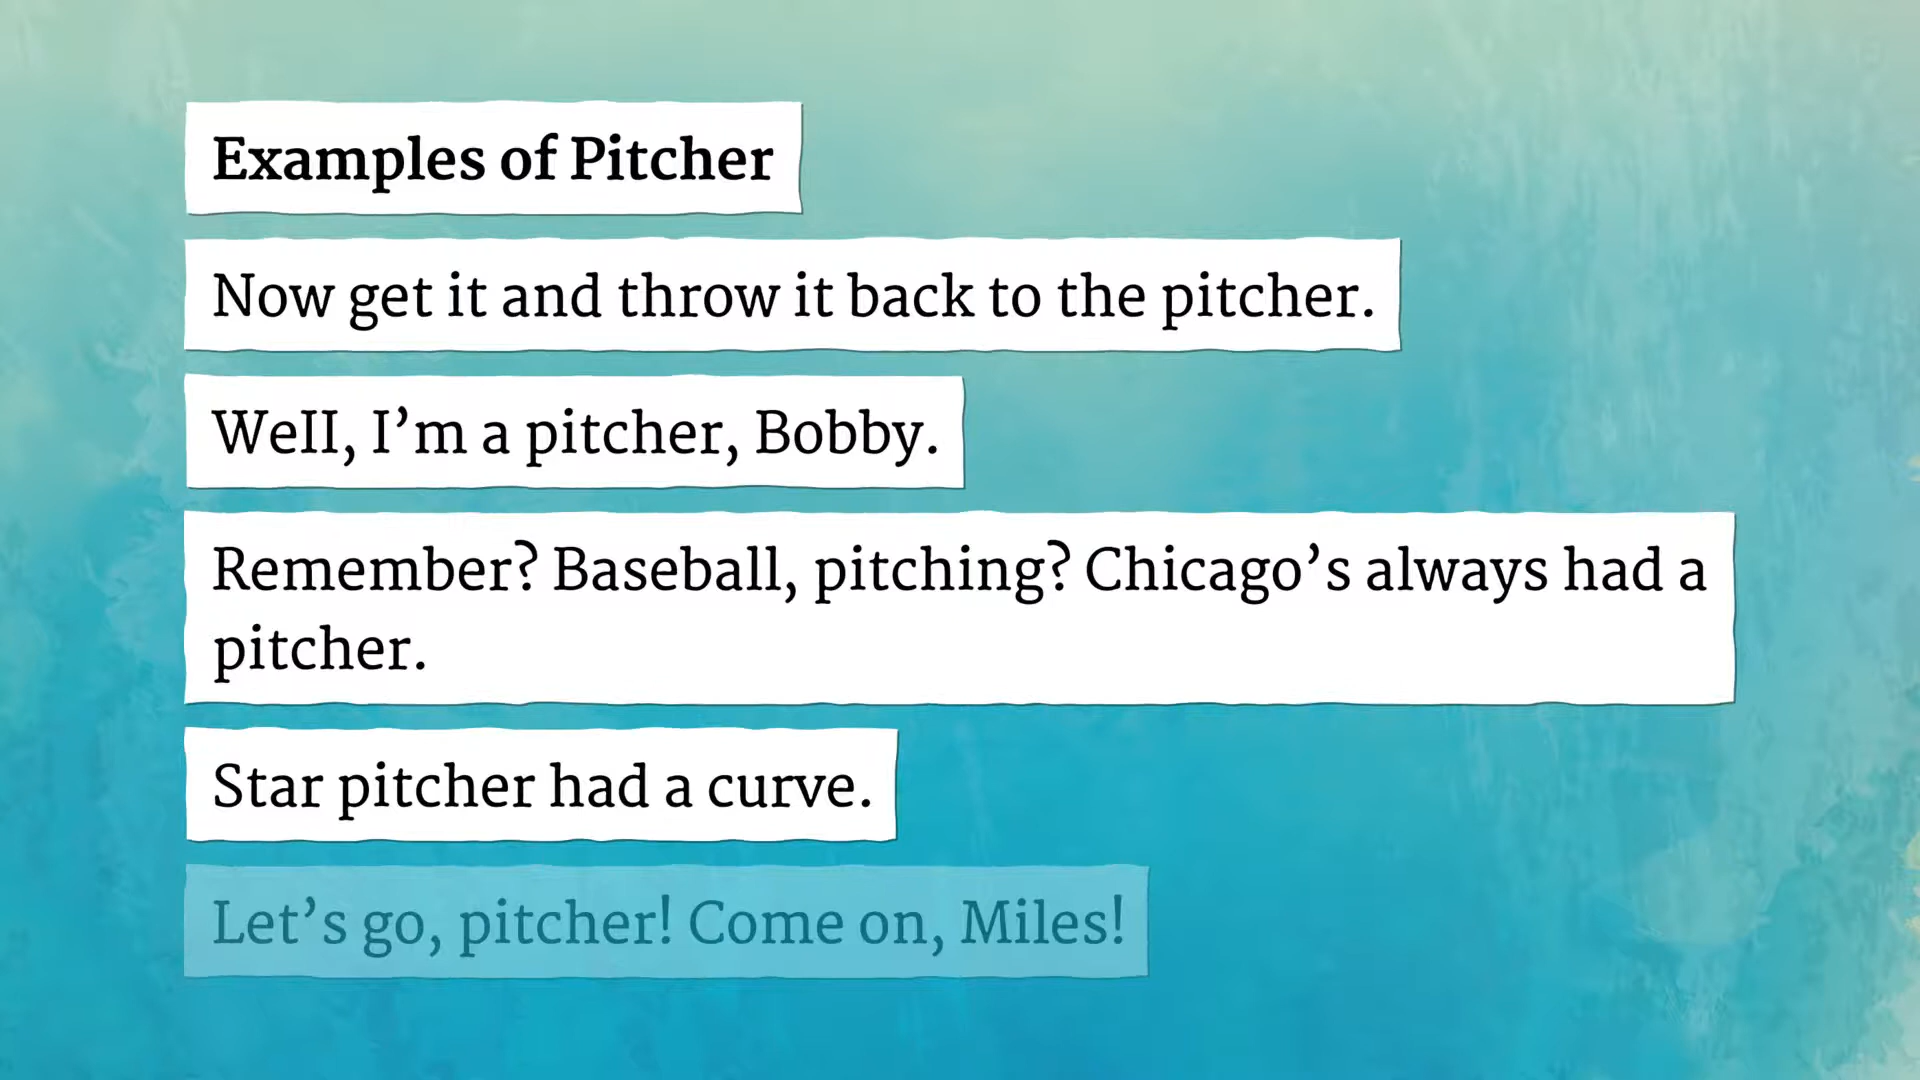 Examples of Pitcher
Now get it and throw it back to the pitcher.
WeII, I’m a pitcher, Bobby.
Remember? Baseball, pitching? Chicago’s always had a
pitcher.
Star pitcher had a curve.
Let’s go, pitcher! Come on, Miles!